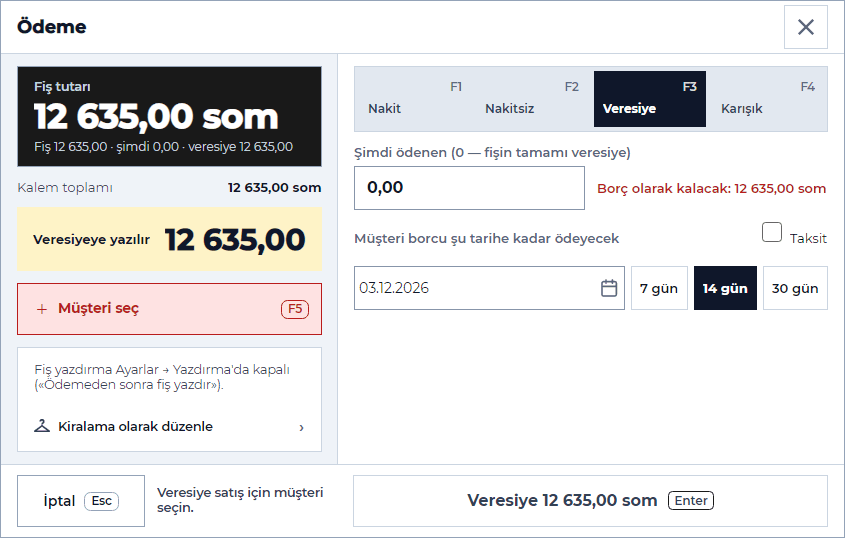 Ödeme
Fiş tutarı
12 635,00 som
Fiş 12 635,00 · şimdi 0,00 · veresiye 12 635,00
Kalem toplamı 12 635,00 som
Veresiyeye yazılır 12 635,00
+ Müşteri seç F5
Fiş yazdırma Ayarlar → Yazdırma'da kapalı
(«Ödemeden sonra fiş yazdır»).
Kiralama olarak düzenle ›
F1 F2 F3 F4
Nakit Nakitsiz Veresiye Karışık
Şimdi ödenen (0 — fişin tamamı veresiye)
0,00 Borç olarak kalacak: 12 635,00 som
Müşteri borcu şu tarihe kadar ödeyecek Taksit
03.12.2026 7 gün 14 gün 30 gün
İptal Esc
Veresiye satış için müşteri
seçin.
Veresiye 12 635,00 som Enter